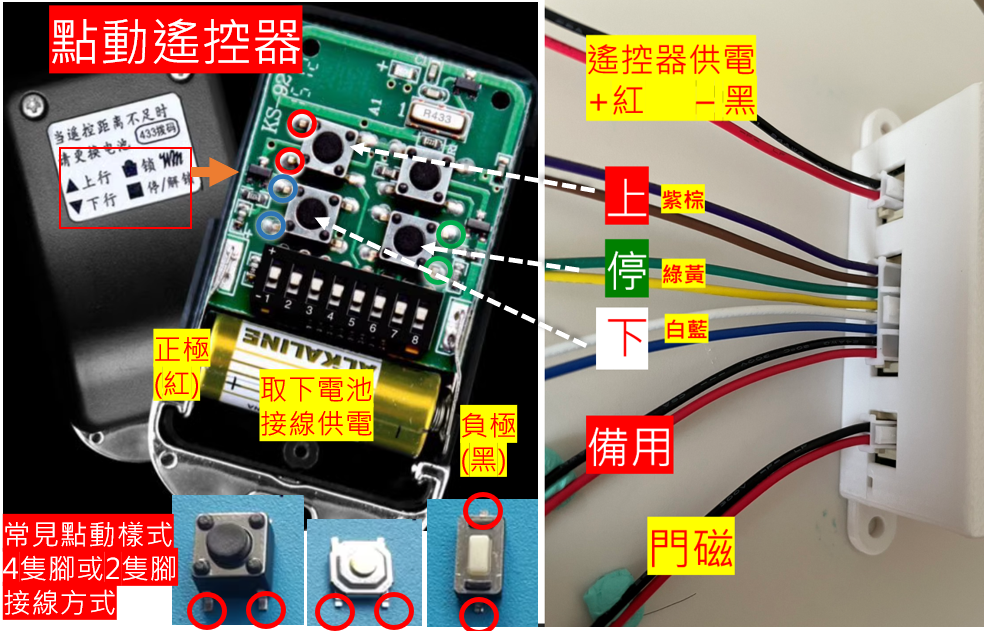 點動遙控器
当遥控距离不足时
请更换电池
433拨码
▲上行
锁
Wm
▼下行
停/解锁
KS-92
A1
1
R433
+
1
2
3
4
5
6
7
8
ALKALINE
正極
(紅)
取下電池
接線供電
負極
(黑)
常見點動樣式
4隻腳或2隻腳
接線方式
遙控器供電
+紅 －黑
上
紫棕
停
綠黃
下
白藍
備用
門磁